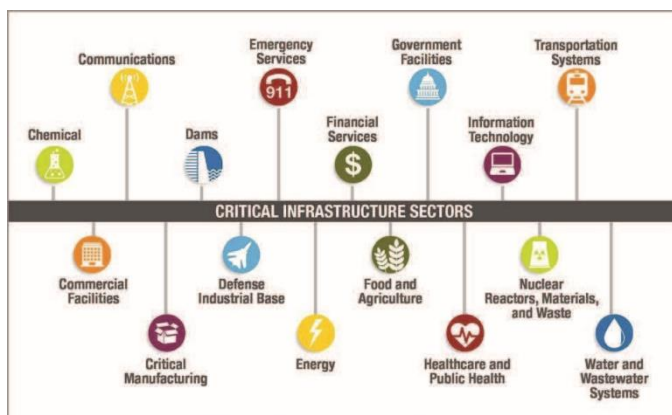 Emergency
Services
Government
Facilities
Transportation
Systems
Communications
911
Chemical
Dams
Financial
Services
$
Information
Technology
CRITICAL INFRASTRUCTURE SECTORS
Commercial
Facilities
Defense
Industrial Base
Food and
Agriculture
Nuclear
Reactors, Materials,
and Waste
Critical
Manufacturing
Energy
Healthcare and
Public Health
Water and
Wastewater
Systems